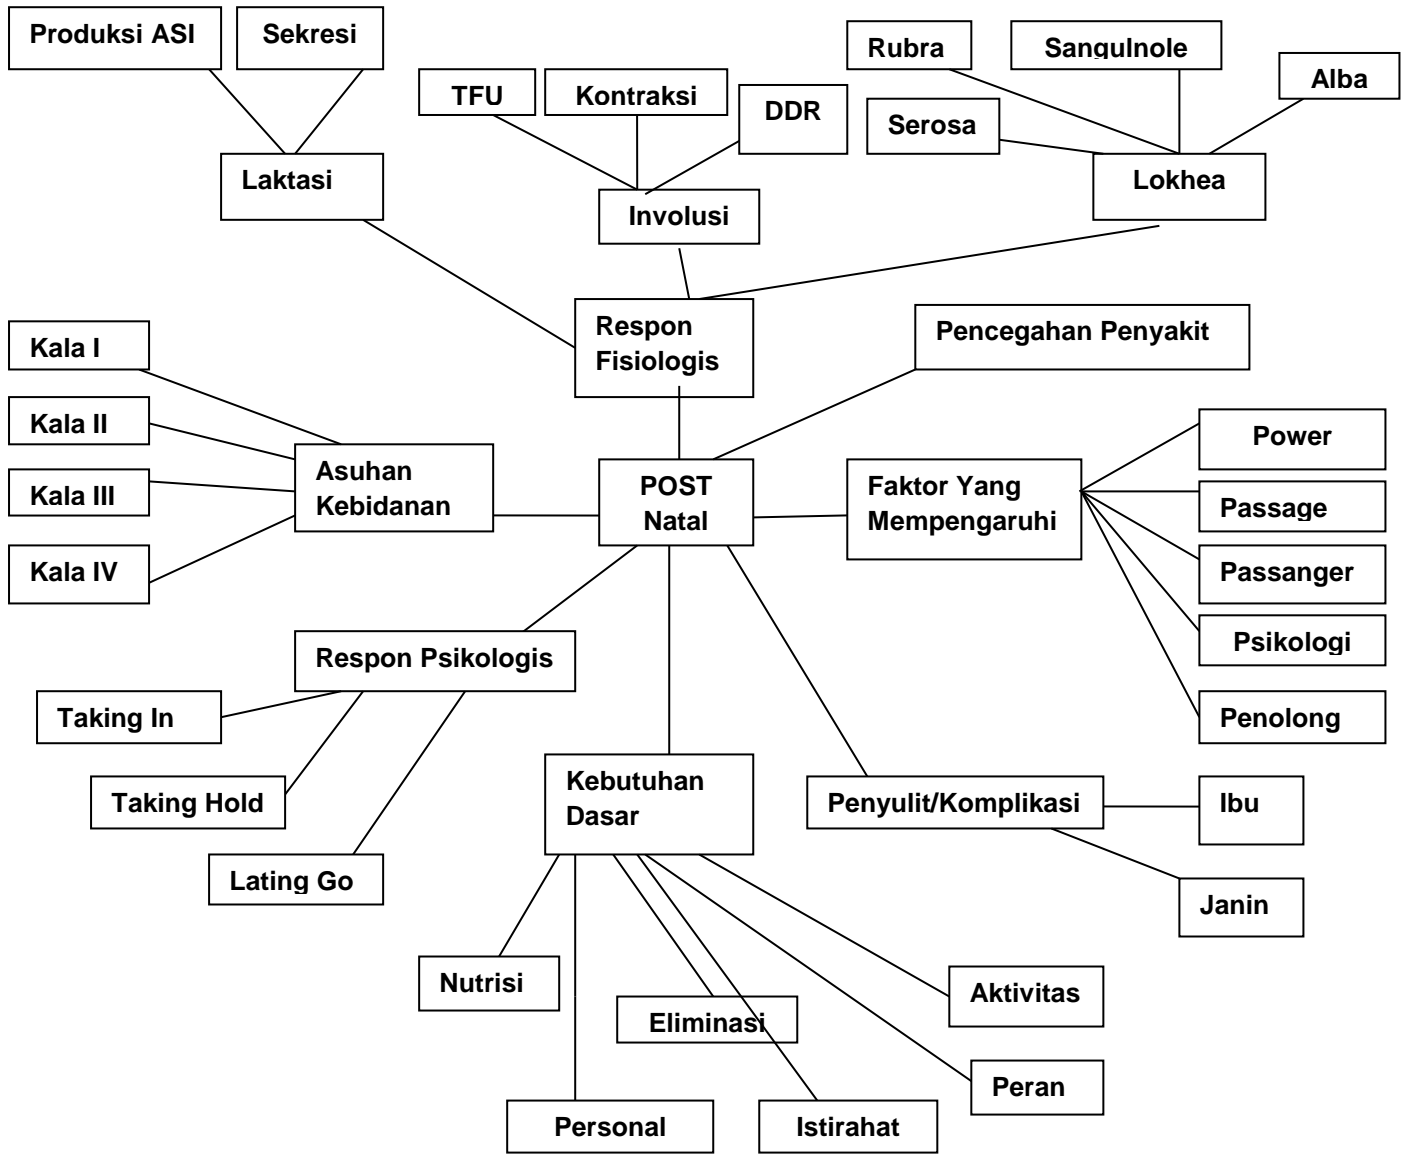 Produksi ASI
Sekresi
Rubra
Sangulnole
Alba
TFU
Kontraksi
DDR
Serosa
Laktasi
Lokhea
Involusi
Respon
Fisiologis
Pencegahan Penyakit
Kala I
Kala II
Kala III
Kala IV
Asuhan
Kebidanan
POST
Natal
Faktor Yang
Mempengaruhi
Power
Passage
Passanger
Psikologi
Penolong
Respon Psikologis
Taking In
Taking Hold
Lating Go
Kebutuhan
Dasar
Penyulit/Komplikasi
Ibu
Janin
Nutrisi
Eliminasi
Aktivitas
Peran
Personal
Istirahat